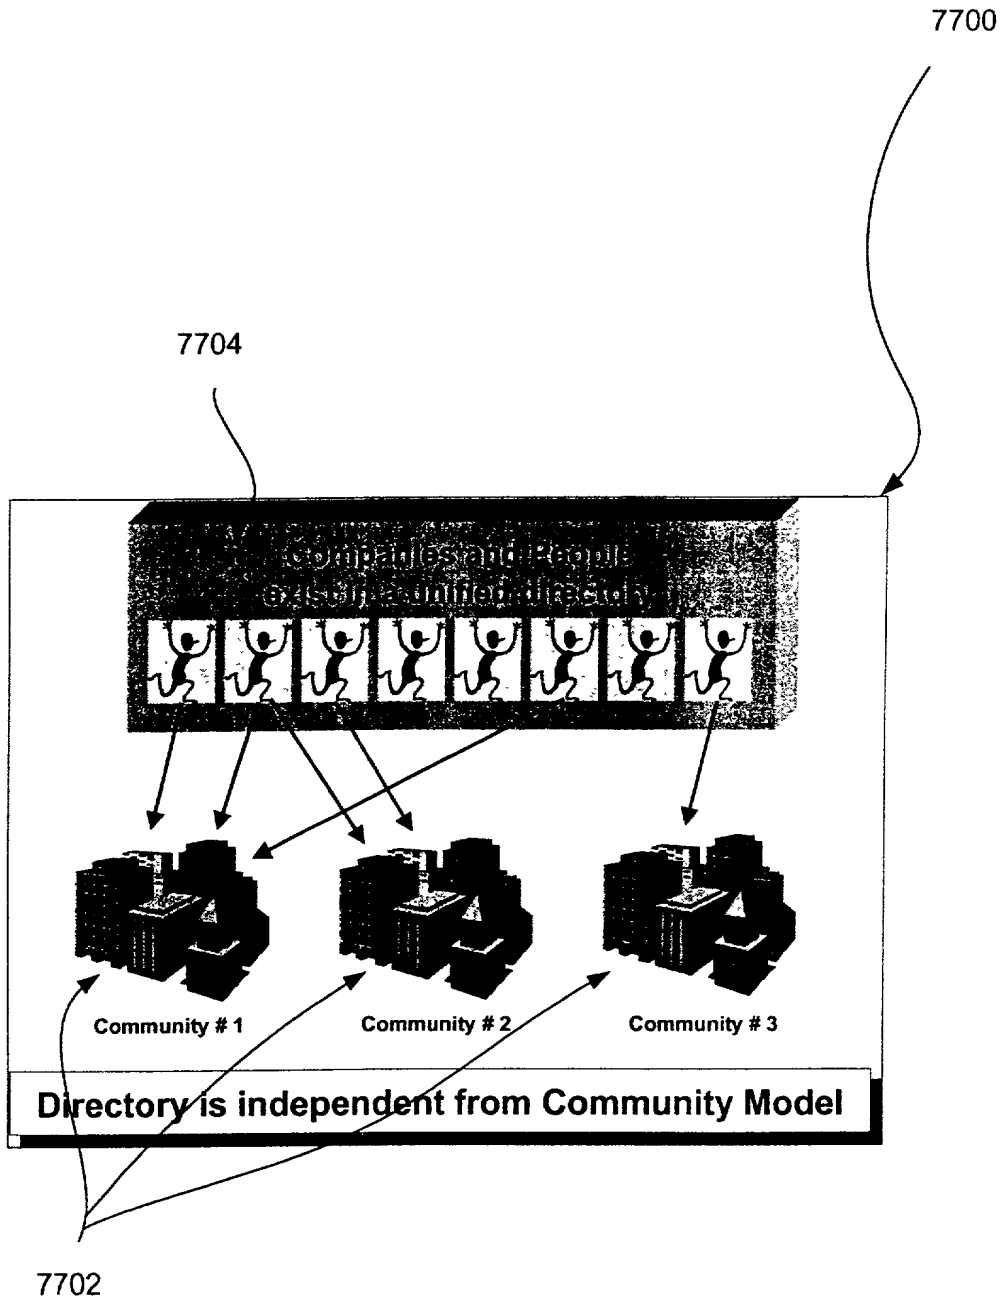 7700
7704
Companies and People
exist in a unified directory
Community # 1
Community # 2
Community # 3
Directory is independent from Community Model
7702